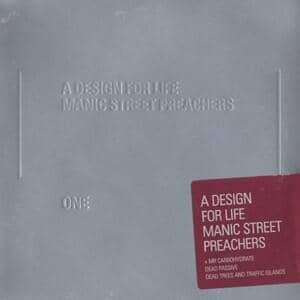 A DESIGN FOR LIFE
MANIC STREET PREACHERS
ONE
A DESIGN
FOR LIFE
MANIC STREET
PREACHERS
+ MR CARBOHYDRATE
DEAD PASSIVE
DEAD TREES AND TRAFFIC ISLANDS